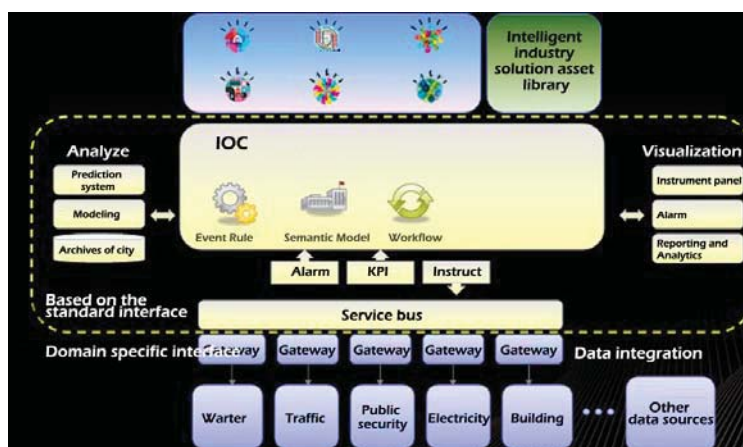 Intelligent
industry
solution asset
library
Analyze
Prediction
system
Modeling
Archives of city
IOC
Event Rule
Semantic Model
Workflow
Visualization
Instrument panel
Alarm
Reporting and
Analytics
Alarm
KPI
Instruct
Based on the
standard interface
Service bus
Domain specific interface
Gateway
Gateway
Gateway
Gateway
Data integration
Warter
Traffic
Public
security
Electricity
Building
Other
data sources